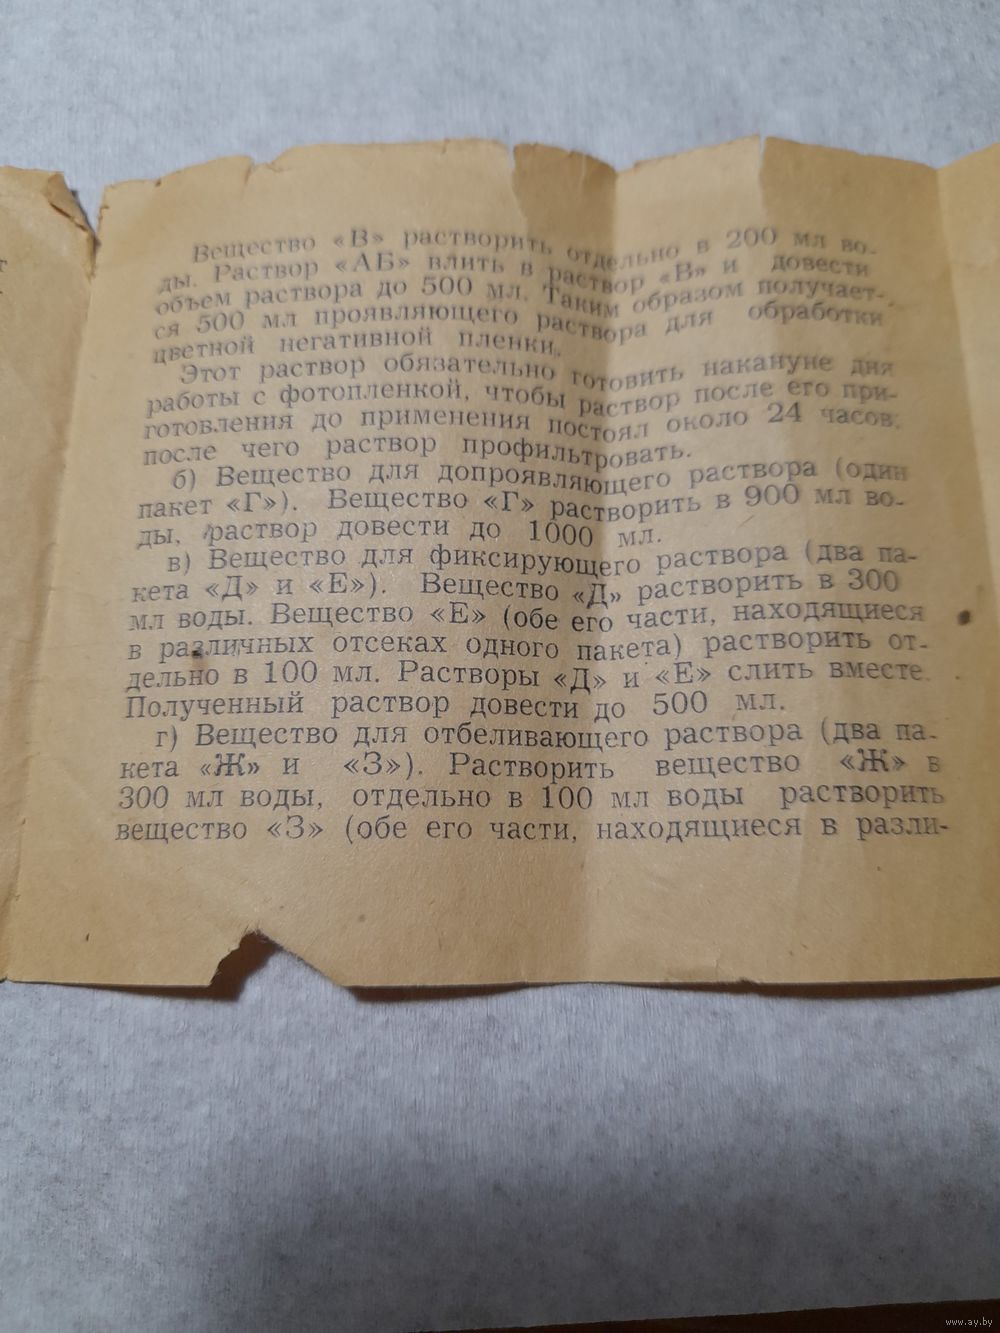 Вещество «В» растворить отдельно в 200 мл во-
ды. Раствор «АБ» влить в раствор «В» и довести
объем раствора до 500 мл. Таким образом получает-
ся 500 мл проявляющего раствора для обработки
цветной негативной пленки.
Этот раствор обязательно готовить накануне дня
работы с фотопленкой, чтобы раствор после его при-
готовления до применения постоял около 24 часов,
после чего раствор профильтровать.
б) Вещество для допроявляющего раствора (один
пакет «Г»). Вещество «Г» растворить в 900 мл во-
ды, раствор довести до 1000 мл.
в) Вещество для фиксирующего раствора (два па-
кета «Д» и «Е»). Вещество «Д» растворить в 300
мл воды. Вещество «Е» (обе его части, находящиеся
в различных отсеках одного пакета) растворить от-
дельно в 100 мл. Растворы «Д» и «Е» слить вместе.
Полученный раствор довести до 500 мл.
г) Вещество для отбеливающего раствора (два па-
кета «Ж» и «З»). Растворить вещество «Ж» в
300 мл воды, отдельно в 100 мл воды растворить
вещество «З» (обе его части, находящиеся в разли-
www.ay.by